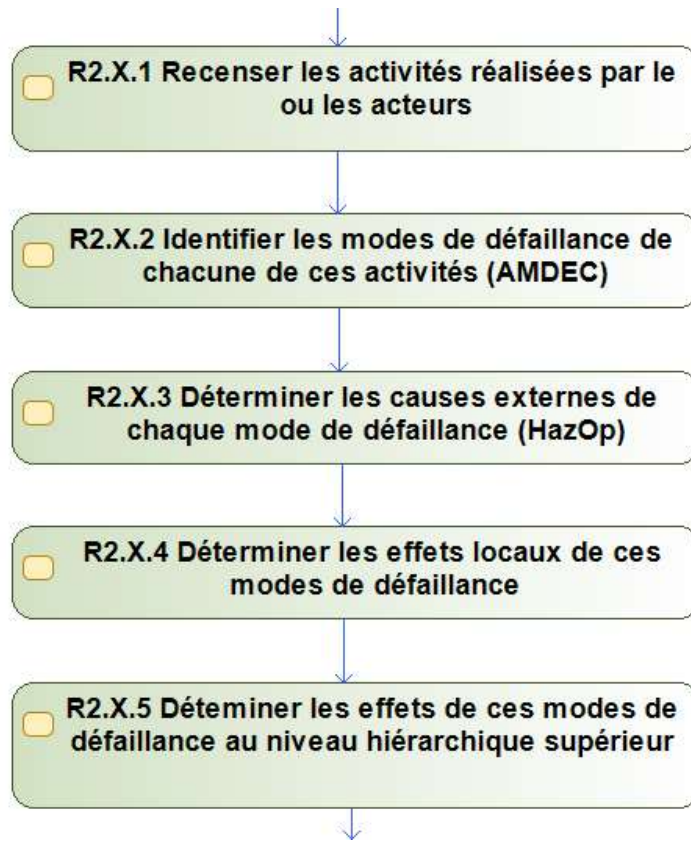 R2.X.1 Recenser les activités réalisées par le
ou les acteurs
R2.X.2 Identifier les modes de défaillance de
chacune de ces activités (AMDEC)
R2.X.3 Déterminer les causes externes de
chaque mode de défaillance (HazOp)
R2.X.4 Déterminer les effets locaux de ces
modes de défaillance
R2.X.5 Déteminer les effets de ces modes de
défaillance au niveau hiérarchique supérieur